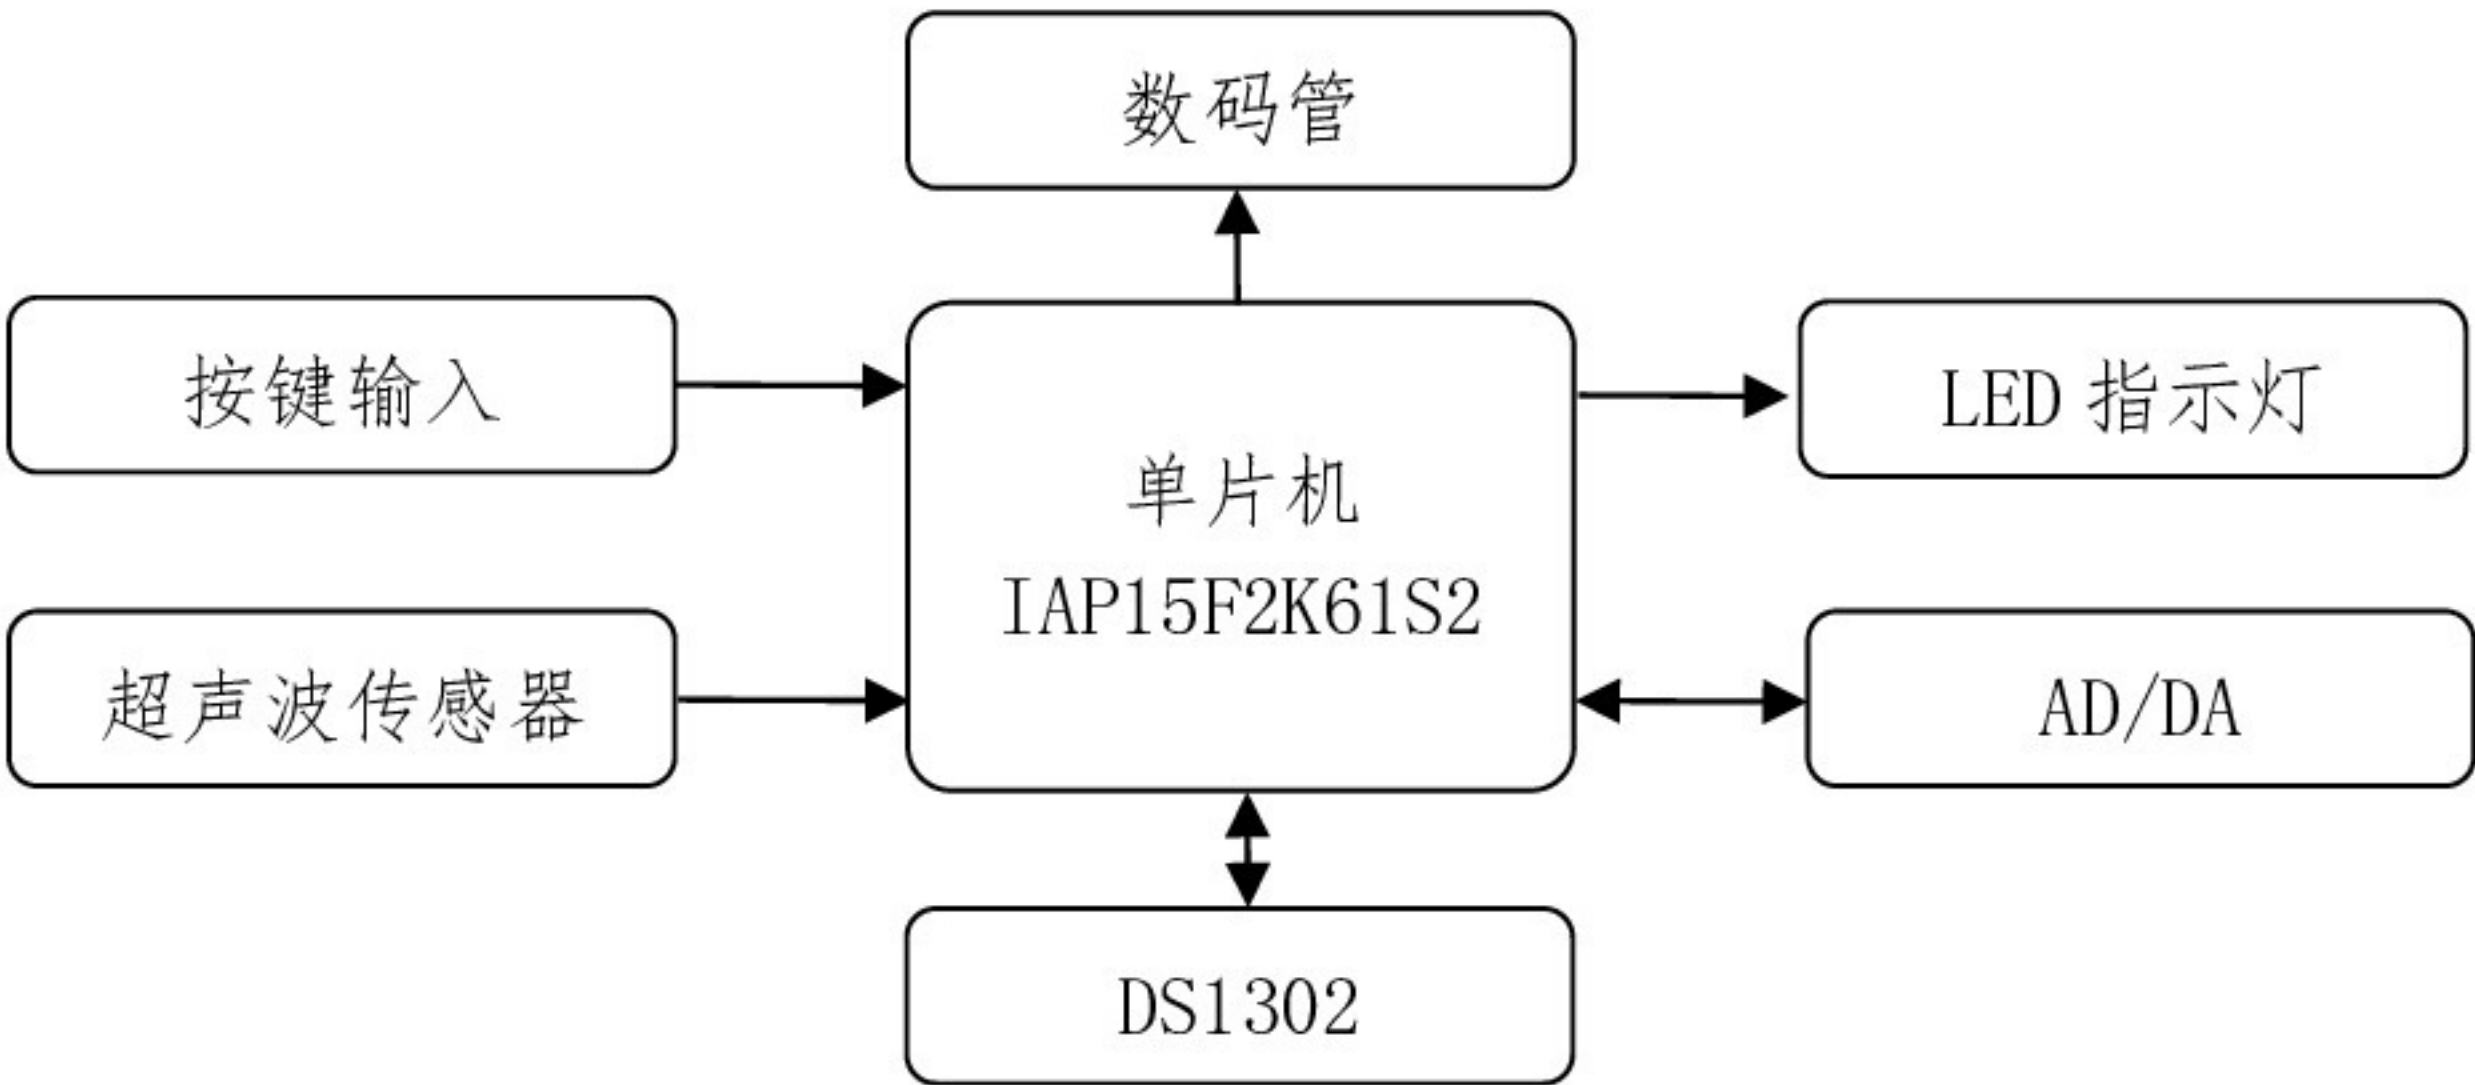 数码管
按键输入
LED 指示灯
单片机
IAP15F2K61S2
超声波传感器
AD/DA
DS1302